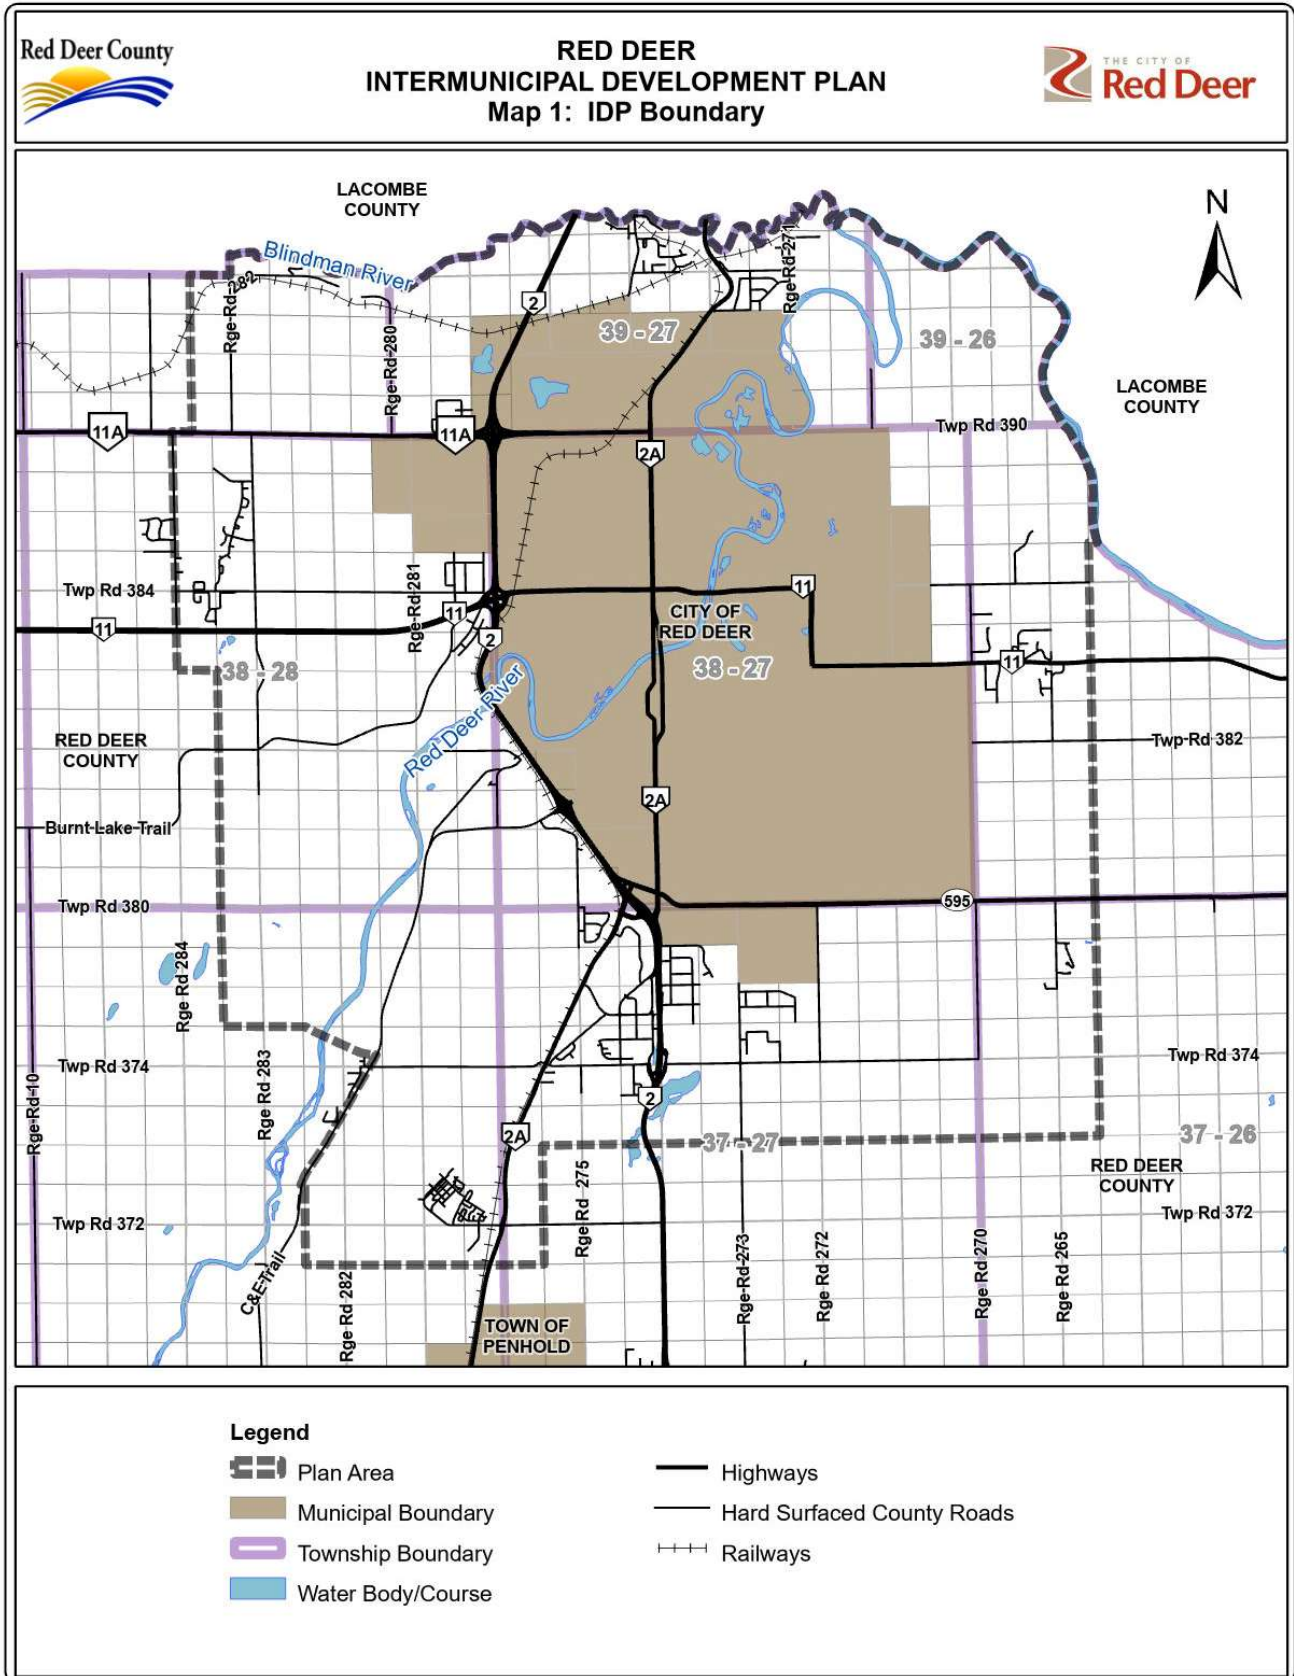 Red Deer County
RED DEER
INTERMUNICIPAL DEVELOPMENT PLAN
Map 1: IDP Boundary
THE CITY OF
Red Deer
LACOMBE
COUNTY
N
Blindman River
Rge Rd 282
Rge Rd 280
Rge Rd 271
2
39 - 27
39 - 26
LACOMBE
COUNTY
11A
11A
2A
Twp Rd 390
Twp Rd 384
Rge Rd 281
11
11
11
2
CITY OF
RED DEER
11
38 - 28
38 - 27
Red Deer River
RED DEER
COUNTY
Twp Rd 382
2A
Burnt Lake Trail
Twp Rd 380
595
Rge Rd 284
Rge Rd 283
Twp Rd 374
Twp Rd 374
Rge Rd 10
2
2A
37 - 27
37 - 26
RED DEER
COUNTY
Rge Rd 275
Twp Rd 372
Twp Rd 372
C&E Trail
Rge Rd 282
Rge Rd 273
Rge Rd 272
Rge Rd 270
Rge Rd 265
TOWN OF
PENHOLD
Legend
Plan Area
Municipal Boundary
Township Boundary
Water Body/Course
Highways
Hard Surfaced County Roads
Railways